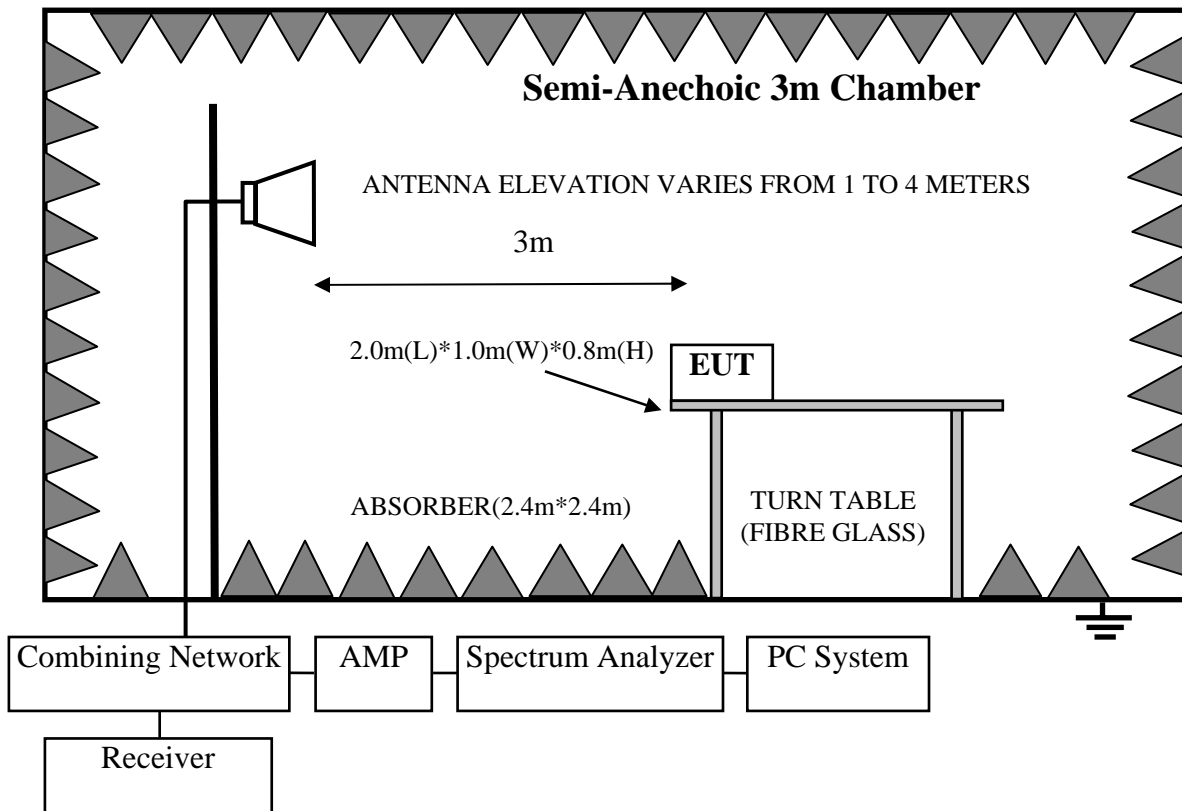 Semi-Anechoic 3m Chamber
ANTENNA ELEVATION VARIES FROM 1 TO 4 METERS
3m
2.0m(L)*1.0m(W)*0.8m(H)
EUT
ABSORBER(2.4m*2.4m)
TURN TABLE
(FIBRE GLASS)
Combining Network
AMP
Spectrum Analyzer
PC System
Receiver